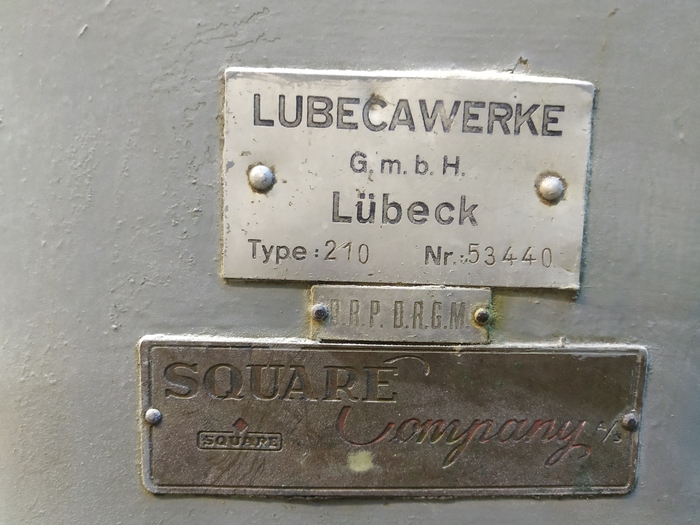 LUBECAWERKE
G.m.b.H.
Lübeck
Type: 210 Nr.: 53440
D.R.P. D.R.G.M.
SQUARE
Company A/S
SQUARE